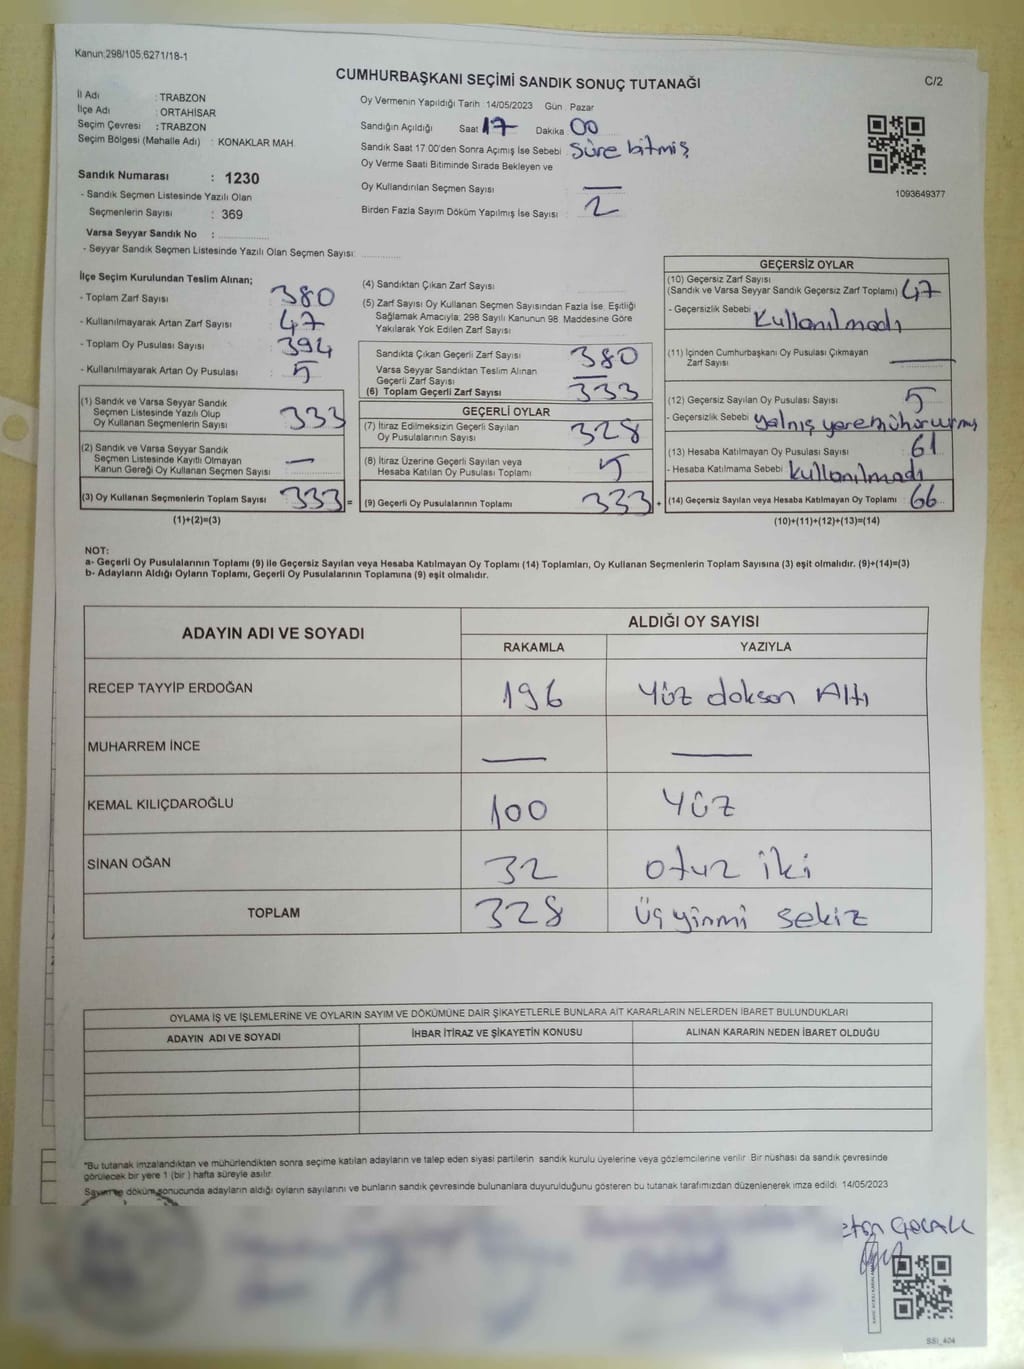 Kanun:298/105,6271/18-1
CUMHURBAŞKANI SEÇİMİ SANDIK SONUÇ TUTANAĞI
C/2
İl Adı : TRABZON
İlçe Adı : ORTAHİSAR
Seçim Çevresi : TRABZON
Seçim Bölgesi (Mahalle Adı) : KONAKLAR MAH.
Sandık Numarası : 1230
- Sandık Seçmen Listesinde Yazılı Olan
Seçmenlerin Sayısı : 369
Varsa Seyyar Sandık No :
- Seyyar Sandık Seçmen Listesinde Yazılı Olan Seçmen Sayısı:
Oy Vermenin Yapıldığı Tarih : 14/05/2023 Gün : Pazar
Sandığın Açıldığı Saat 17 Dakika 00
Sandık Saat 17:00'den Sonra Açımış İse Sebebi Süre bitmiş
Oy Verme Saati Bitiminde Sırada Bekleyen ve
Oy Kullandırılan Seçmen Sayısı —
Birden Fazla Sayım Döküm Yapılmış İse Sayısı : 2
1093649377
İlçe Seçim Kurulundan Teslim Alınan;
- Toplam Zarf Sayısı : 380
- Kullanılmayarak Artan Zarf Sayısı : 47
- Toplam Oy Pusulası Sayısı : 394
- Kullanılmayarak Artan Oy Pusulası : 5
(1) Sandık ve Varsa Seyyar Sandık
Seçmen Listesinde Yazılı Olup
Oy Kullanan Seçmenlerin Sayısı : 333
(2) Sandık ve Varsa Seyyar Sandık
Seçmen Listesinde Kayıtlı Olmayan
Kanun Gereği Oy Kullanan Seçmen Sayısı : —
(3) Oy Kullanan Seçmenlerin Toplam Sayısı : 333 =
(1)+(2)=(3)
(4) Sandıktan Çıkan Zarf Sayısı
(5) Zarf Sayısı Oy Kullanan Seçmen Sayısından Fazla İse, Eşitliği
Sağlamak Amacıyla, 298 Sayılı Kanunun 98. Maddesine Göre
Yakılarak Yok Edilen Zarf Sayısı
Sandıkta Çıkan Geçerli Zarf Sayısı 380
Varsa Seyyar Sandıktan Teslim Alınan
Geçerli Zarf Sayısı —
(6) Toplam Geçerli Zarf Sayısı 333
GEÇERLİ OYLAR
(7) İtiraz Edilmeksizin Geçerli Sayılan
Oy Pusulalarının Sayısı 328
(8) İtiraz Üzerine Geçerli Sayılan veya
Hesaba Katılan Oy Pusulası Toplamı 5
(9) Geçerli Oy Pusulalarının Toplamı 333 +
GEÇERSİZ OYLAR
(10) Geçersiz Zarf Sayısı
(Sandık ve Varsa Seyyar Sandık Geçersiz Zarf Toplamı) 47
- Geçersizlik Sebebi Kullanılmadı
(11) İçinden Cumhurbaşkanı Oy Pusulası Çıkmayan
Zarf Sayısı —
(12) Geçersiz Sayılan Oy Pusulası Sayısı 5
- Geçersizlik Sebebi yalnış yere mühürürmüş
(13) Hesaba Katılmayan Oy Pusulası Sayısı 61
- Hesaba Katılmama Sebebi Kullanılmadı
(14) Geçersiz Sayılan veya Hesaba Katılmayan Oy Toplamı : 66
(10)+(11)+(12)+(13)=(14)
NOT:
a- Geçerli Oy Pusulalarının Toplamı (9) ile Geçersiz Sayılan veya Hesaba Katılmayan Oy Toplamı (14) Toplamları, Oy Kullanan Seçmenlerin Toplam Sayısına (3) eşit olmalıdır. (9)+(14)=(3)
b- Adayların Aldığı Oyların Toplamı, Geçerli Oy Pusulalarının Toplamına (9) eşit olmalıdır.
ADAYIN ADI VE SOYADI ALDIĞI OY SAYISI
RAKAMLA YAZIYLA
RECEP TAYYİP ERDOĞAN 196 Yüz dokson Altı
MUHARREM İNCE — —
KEMAL KILIÇDAROĞLU 100 Yüz
SİNAN OĞAN 32 otuz iki
TOPLAM 328 Üç yirmi sekiz
OYLAMA İŞ VE İŞLEMLERİNE VE OYLARIN SAYIM VE DÖKÜMÜNE DAİR ŞİKAYETLERLE BUNLARA AİT KARARLARIN NELERDEN İBARET BULUNDUKLARI
ADAYIN ADI VE SOYADI İHBAR İTİRAZ VE ŞİKAYETİN KONUSU ALINAN KARARIN NEDEN İBARET OLDUĞU
*Bu tutanak imzalandıktan ve mühürlendikten sonra seçime katılan adayların ve talep eden siyasi partilerin sandık kurulu üyelerine veya gözlemcilerine verilir. Bir nüshası da sandık çevresinde
görülecek bir yere 1 (bir) hafta süreyle asılır.
Sayım ve döküm sonucunda adayların aldığı oyların sayılarını ve bunların sandık çevresinde bulunanlara duyurulduğunu gösteren bu tutanak tarafımızdan düzenlenerek imza edildi. 14/05/2023
SSI_404